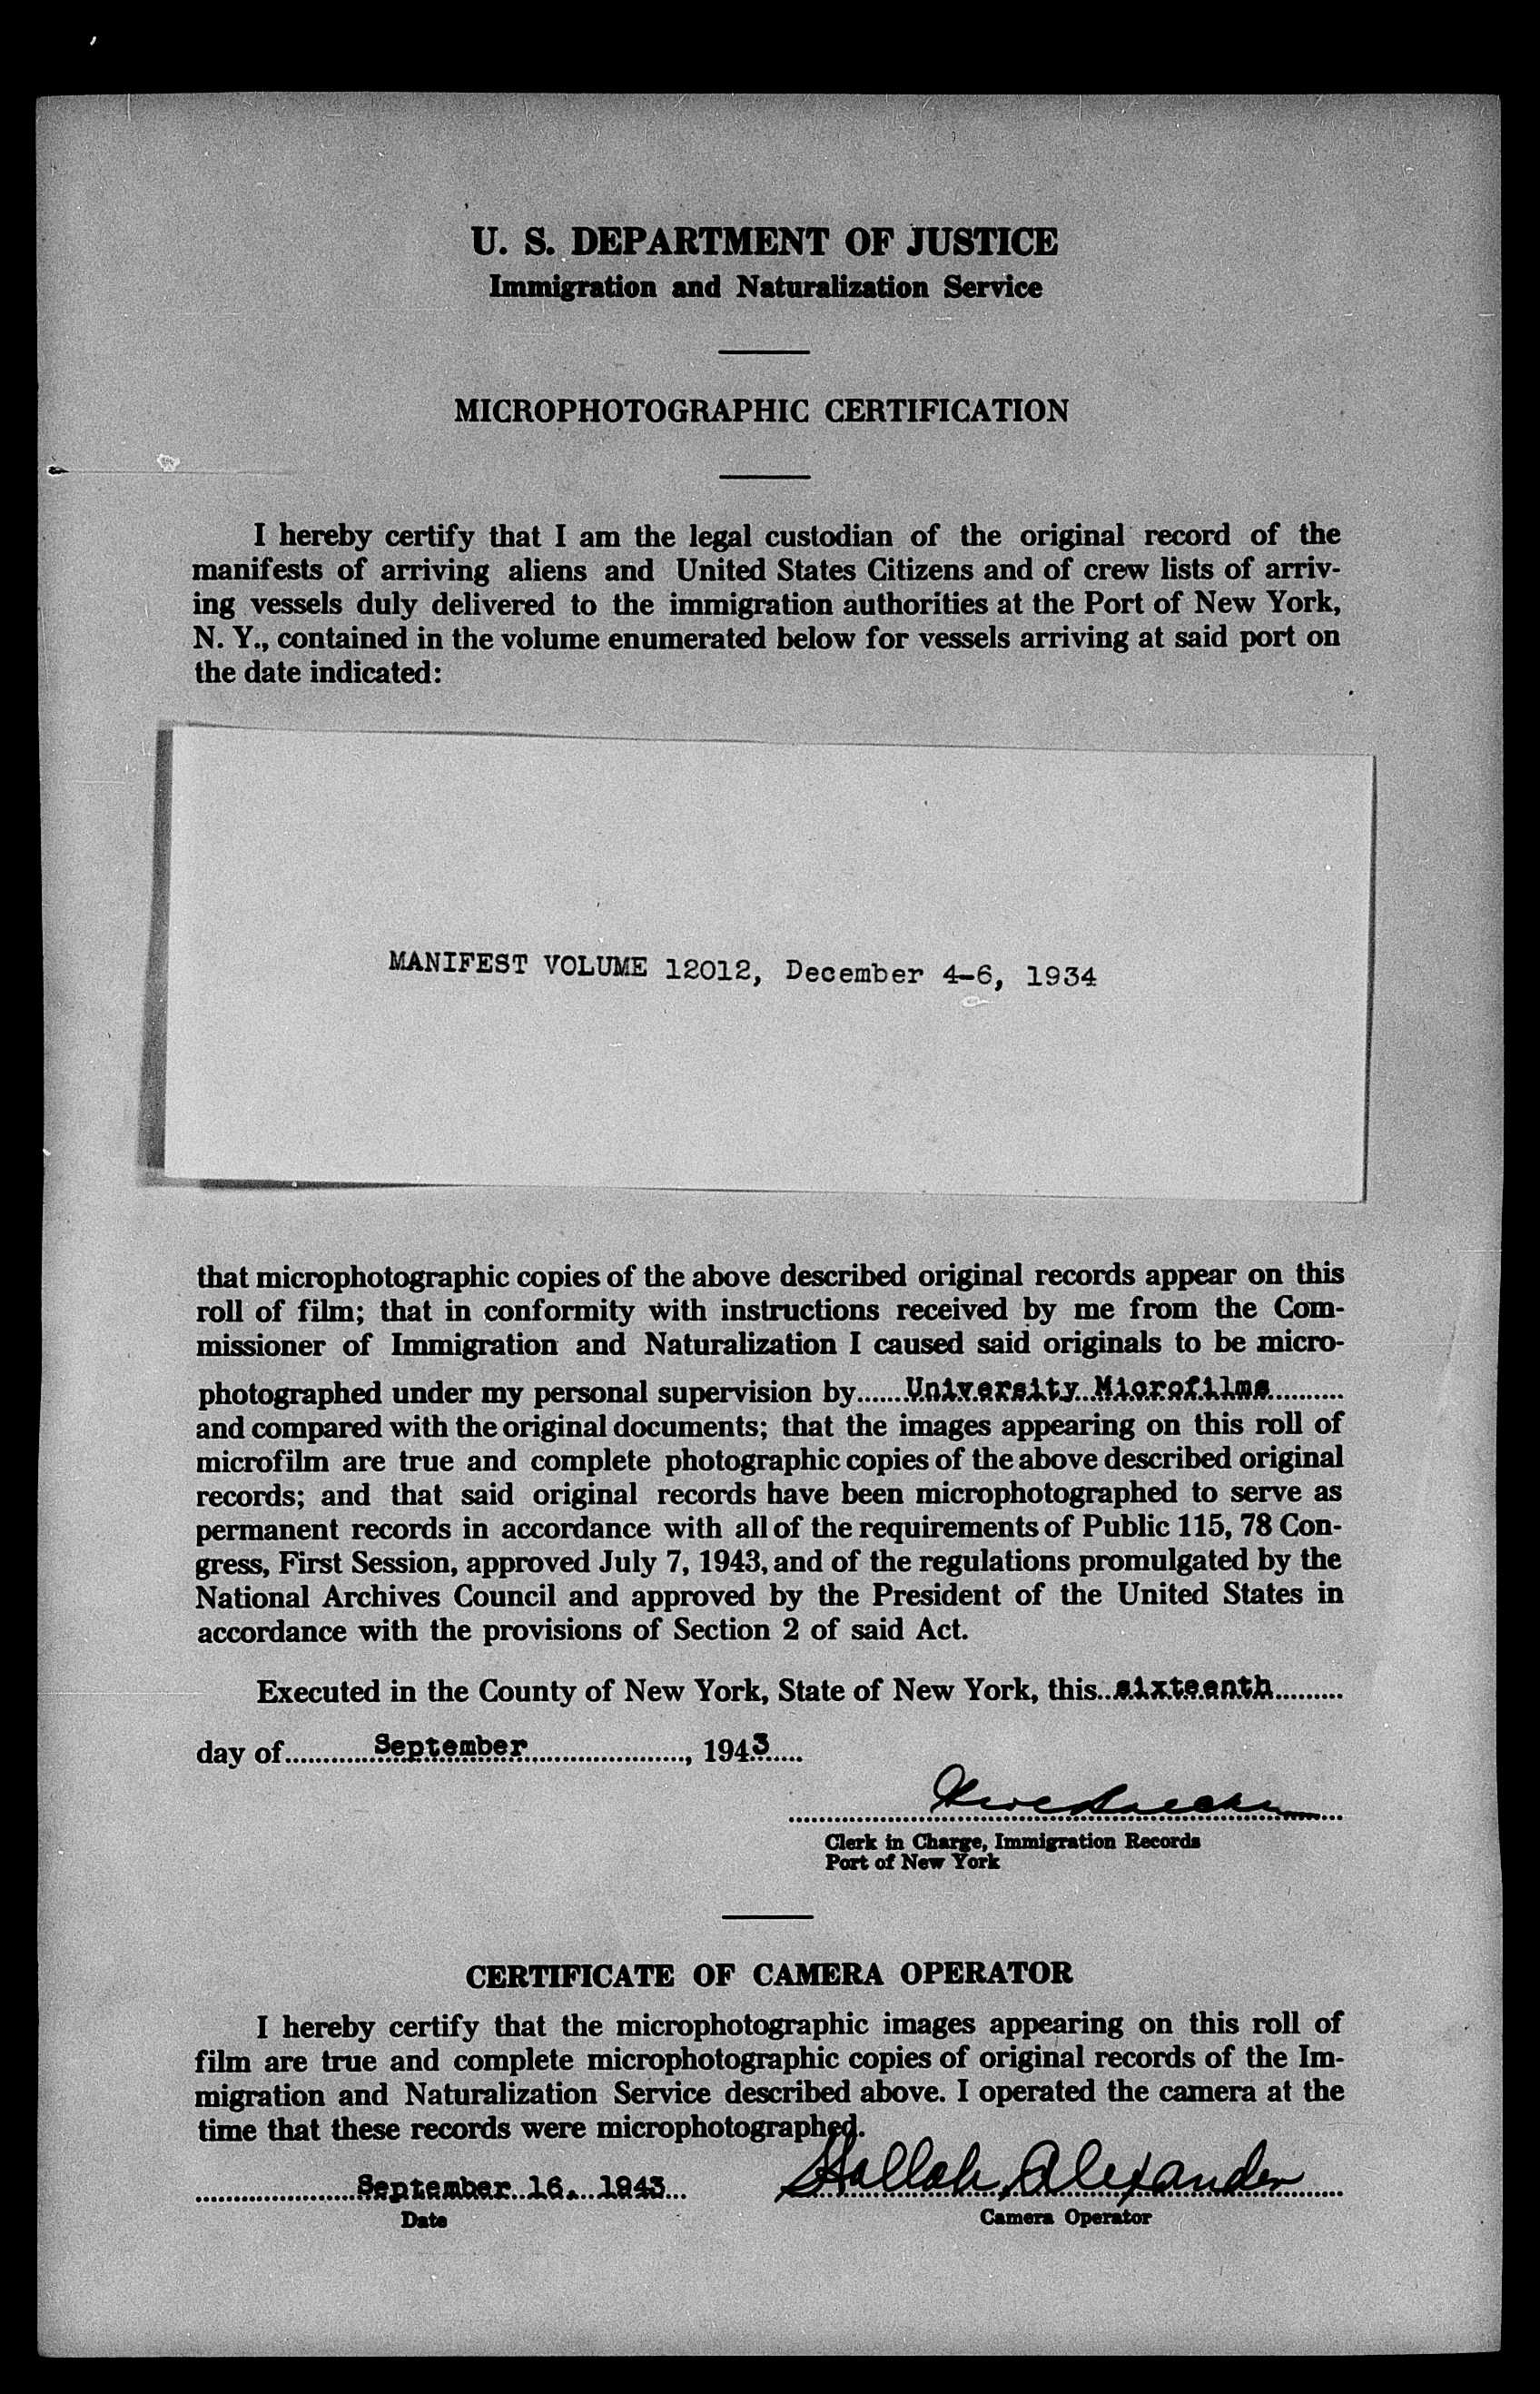 U. S. DEPARTMENT OF JUSTICE
Immigration and Naturalization Service
MICROPHOTOGRAPHIC CERTIFICATION
I hereby certify that I am the legal custodian of the original record of the
manifests of arriving aliens and United States Citizens and of crew lists of arriv-
ing vessels duly delivered to the immigration authorities at the Port of New York,
N. Y., contained in the volume enumerated below for vessels arriving at said port on
the date indicated:
MANIFEST VOLUME 12012, December 4-6, 1934
that microphotographic copies of the above described original records appear on this
roll of film; that in conformity with instructions received by me from the Com-
missioner of Immigration and Naturalization I caused said originals to be micro-
photographed under my personal supervision by......University Microfilms..........
and compared with the original documents; that the images appearing on this roll of
microfilm are true and complete photographic copies of the above described original
records; and that said original records have been microphotographed to serve as
permanent records in accordance with all of the requirements of Public 115, 78 Con-
gress, First Session, approved July 7, 1943, and of the regulations promulgated by the
National Archives Council and approved by the President of the United States in
accordance with the provisions of Section 2 of said Act.
Executed in the County of New York, State of New York, this..sixteenth.........
day of............September......................, 1943.....
Clerk in Charge, Immigration Records
Port of New York
CERTIFICATE OF CAMERA OPERATOR
I hereby certify that the microphotographic images appearing on this roll of
film are true and complete microphotographic copies of original records of the Im-
migration and Naturalization Service described above. I operated the camera at the
time that these records were microphotographed.
September 16, 1943 Alexander
Date Camera Operator